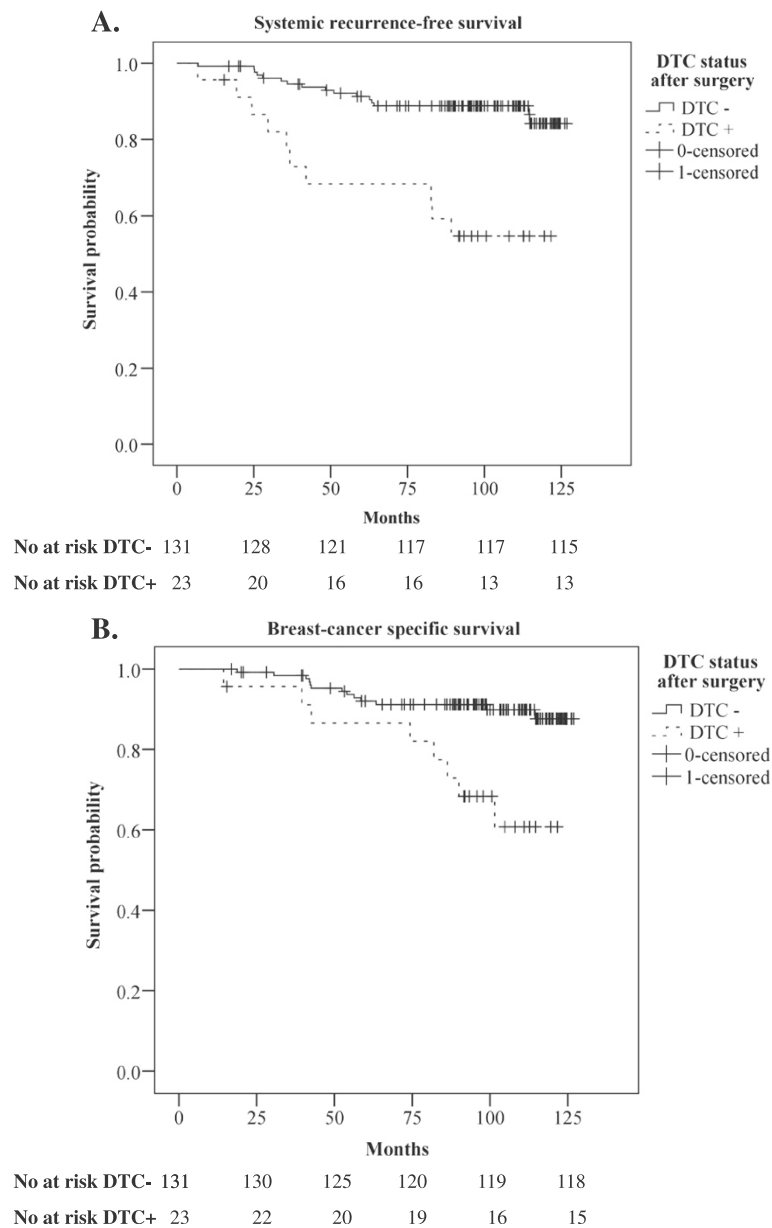 A.
Systemic recurrence-free survival
DTC status
after surgery
DTC -
DTC +
0-censored
1-censored
Survival probability
1.0
0.8
0.6
0.4
0.2
0.0
0 25 50 75 100 125
Months
No at risk DTC- 131 128 121 117 117 115
No at risk DTC+ 23 20 16 16 13 13
B.
Breast-cancer specific survival
DTC status
after surgery
DTC -
DTC +
0-censored
1-censored
Survival probability
1.0
0.8
0.6
0.4
0.2
0.0
0 25 50 75 100 125
Months
No at risk DTC- 131 130 125 120 119 118
No at risk DTC+ 23 22 20 19 16 15